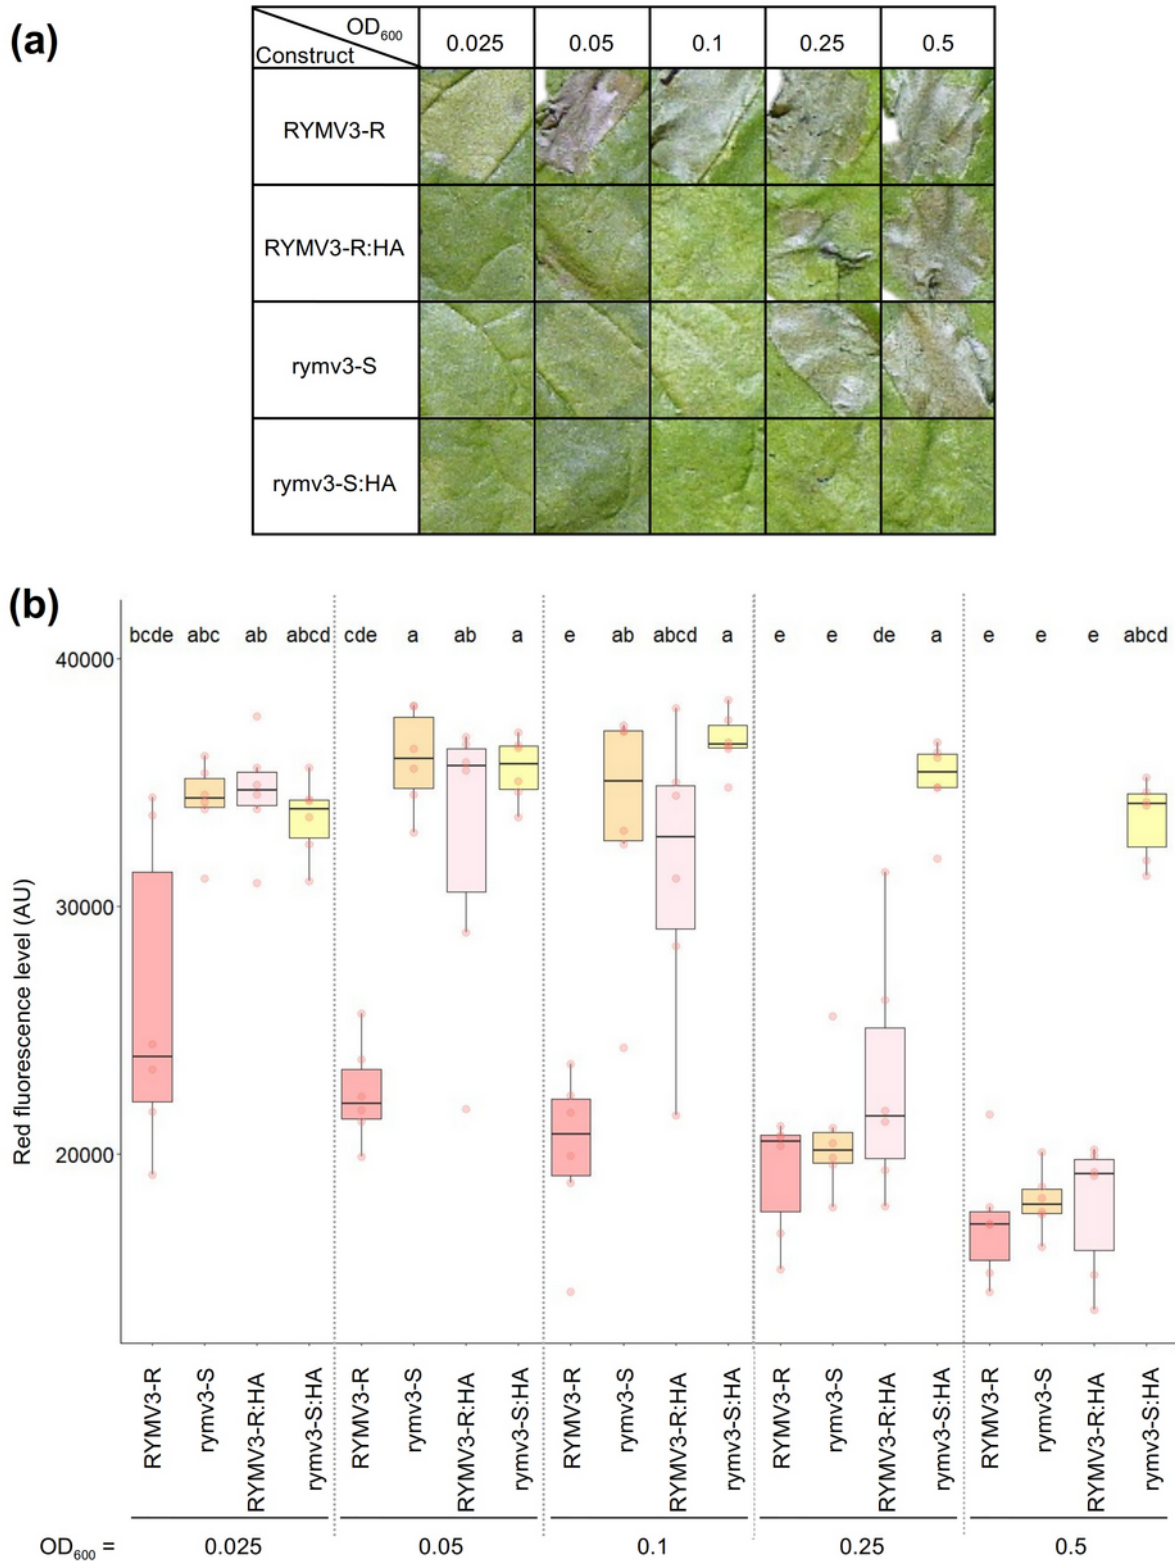 (a)
OD600
Construct
0.025 0.05 0.1 0.25 0.5
RYMV3-R
RYMV3-R:HA
rymv3-S
rymv3-S:HA
(b)
bcde abc ab abcd cde a ab a e ab abcd a e e de a e e e abcd
40000
30000
20000
Red fluorescence level (AU)
RYMV3-R
rymv3-S
RYMV3-R:HA
rymv3-S:HA
RYMV3-R
rymv3-S
RYMV3-R:HA
rymv3-S:HA
RYMV3-R
rymv3-S
RYMV3-R:HA
rymv3-S:HA
RYMV3-R
rymv3-S
RYMV3-R:HA
rymv3-S:HA
RYMV3-R
rymv3-S
RYMV3-R:HA
rymv3-S:HA
OD600 = 0.025 0.05 0.1 0.25 0.5